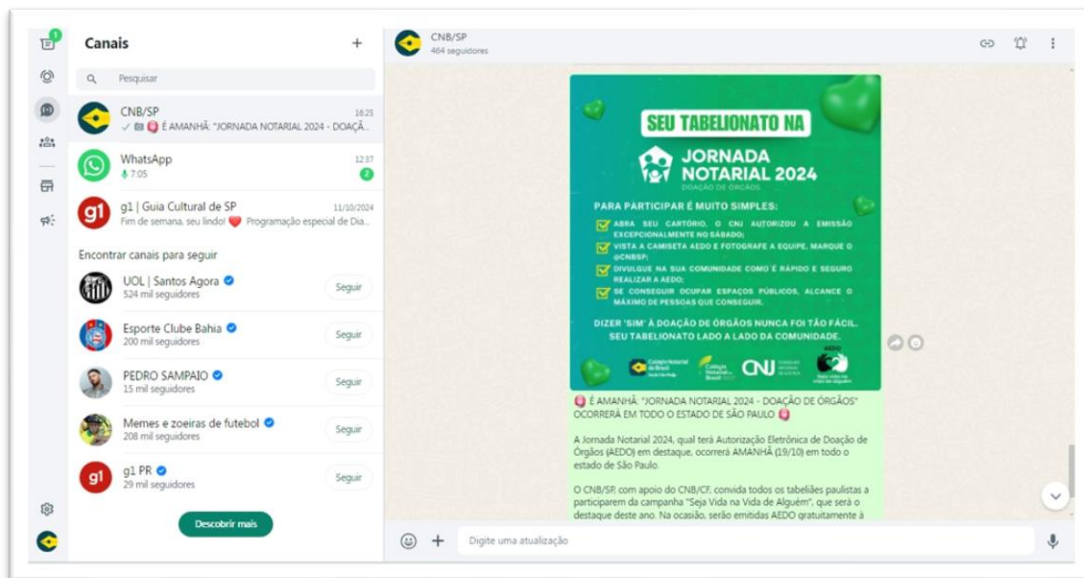 Canais
Pesquisar
CNB/SP
16:25
É AMANHÃ: "JORNADA NOTARIAL 2024 - DOAÇÃ...
WhatsApp
12:37
7:05
2
g1 | Guia Cultural de SP
11/10/2024
Fim de semana, seu lindo! ❤️ Programação especial de Dia...
Encontrar canais para seguir
UOL | Santos Agora
524 mil seguidores
Seguir
Esporte Clube Bahia
200 mil seguidores
Seguir
PEDRO SAMPAIO
15 mil seguidores
Seguir
Memes e zoeiras de futebol
208 mil seguidores
Seguir
g1 PR
29 mil seguidores
Seguir
Descobrir mais
CNB/SP
464 seguidores
SEU TABELIONATO NA
JORNADA
NOTARIAL 2024
DOAÇÃO DE ÓRGÃOS
PARA PARTICIPAR É MUITO SIMPLES:
ABRA SEU CARTÓRIO, O CNJ AUTORIZOU A EMISSÃO
EXCEPCIONALMENTE NO SÁBADO;
VISTA A CAMISETA AEDO E FOTOGRAFE A EQUIPE, MARQUE O
@CNBSP;
DIVULGUE NA SUA COMUNIDADE COMO É RÁPIDO E SEGURO
REALIZAR A AEDO;
SE CONSEGUIR OCUPAR ESPAÇOS PÚBLICOS, ALCANCE O
MÁXIMO DE PESSOAS QUE CONSEGUIR.
DIZER 'SIM' À DOAÇÃO DE ÓRGÃOS NUNCA FOI TÃO FÁCIL.
SEU TABELIONATO LADO A LADO DA COMUNIDADE.
Colégio Notarial
do Brasil
CNJ
AEDO
É AMANHÃ: "JORNADA NOTARIAL 2024 - DOAÇÃO DE ÓRGÃOS"
OCORRERÁ EM TODO O ESTADO DE SÃO PAULO
A Jornada Notarial 2024, qual terá Autorização Eletrônica de Doação de
Órgãos (AEDO) em destaque, ocorrerá AMANHÃ (19/10) em todo o
estado de São Paulo.
O CNB/SP, com apoio do CNB/CF, convida todos os tabeliães paulistas a
participarem da campanha "Seja Vida na Vida de Alguém", que será o
destaque deste ano. Na ocasião, serão emitidas AEDO gratuitamente à
Digite uma atualização